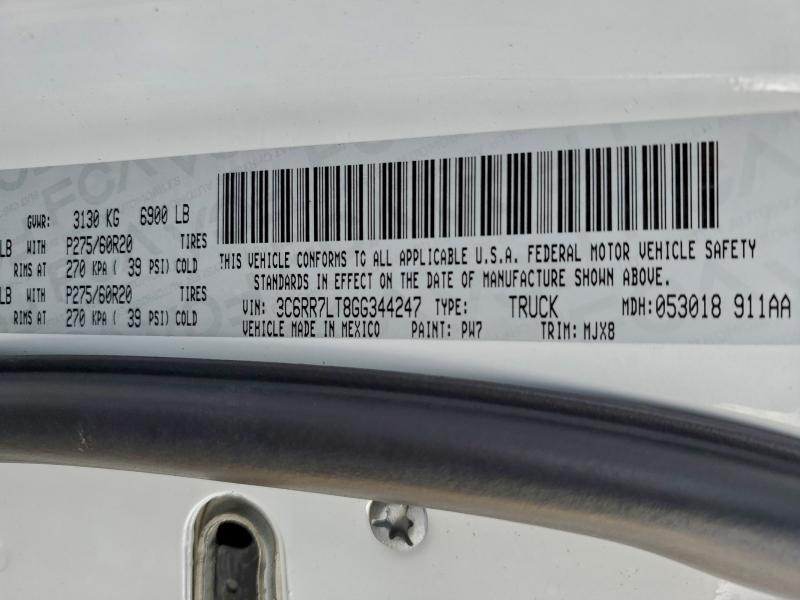 GVWR: 3130 KG 6900 LB
LB WITH P275/60R20 TIRES
RIMS AT 270 KPA ( 39 PSI) COLD
LB WITH P275/60R20 TIRES
RIMS AT 270 KPA ( 39 PSI) COLD
THIS VEHICLE CONFORMS TO ALL APPLICABLE U.S.A. FEDERAL MOTOR VEHICLE SAFETY
STANDARDS IN EFFECT ON THE DATE OF MANUFACTURE SHOWN ABOVE.
VIN: 3C6RR7LT8GG344247 TYPE: TRUCK MDH: 053018 911AA
VEHICLE MADE IN MEXICO PAINT: PW7 TRIM: MJX8